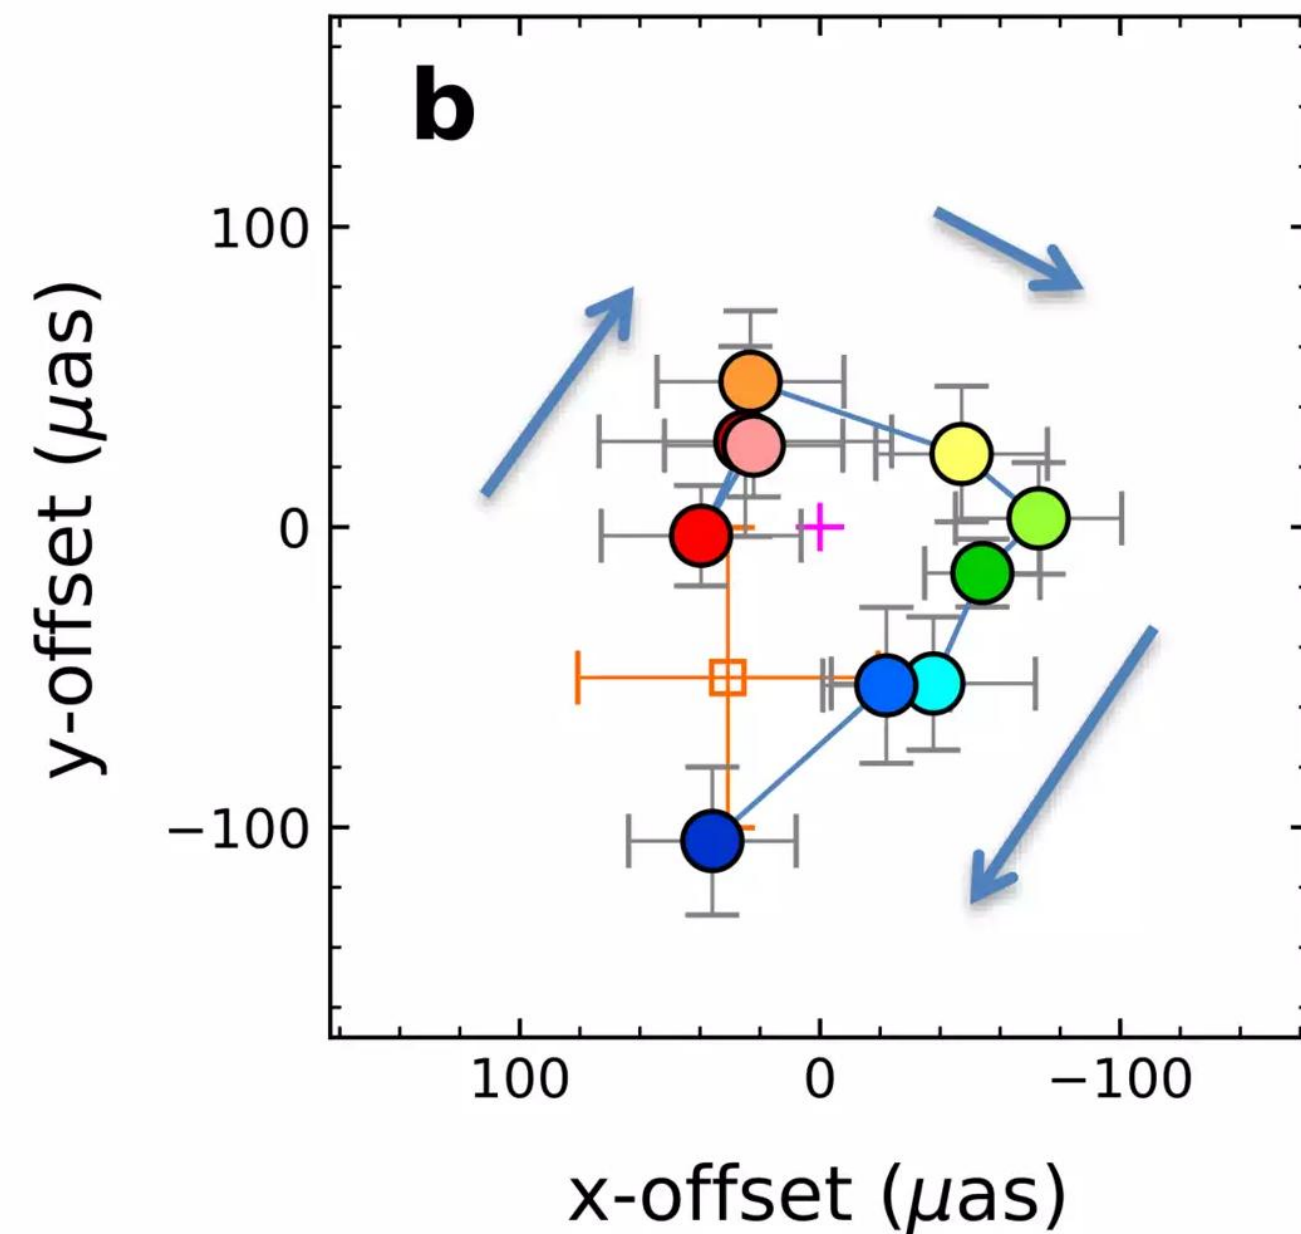 b
100
0
−100
y-offset (μas)
100 0 −100
x-offset (μas)